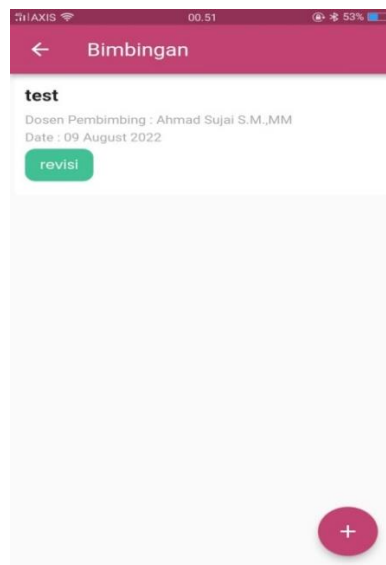 AXIS 00.51 53%
Bimbingan
test
Dosen Pembimbing : Ahmad Sujai S.M.,MM
Date : 09 August 2022
revisi
+